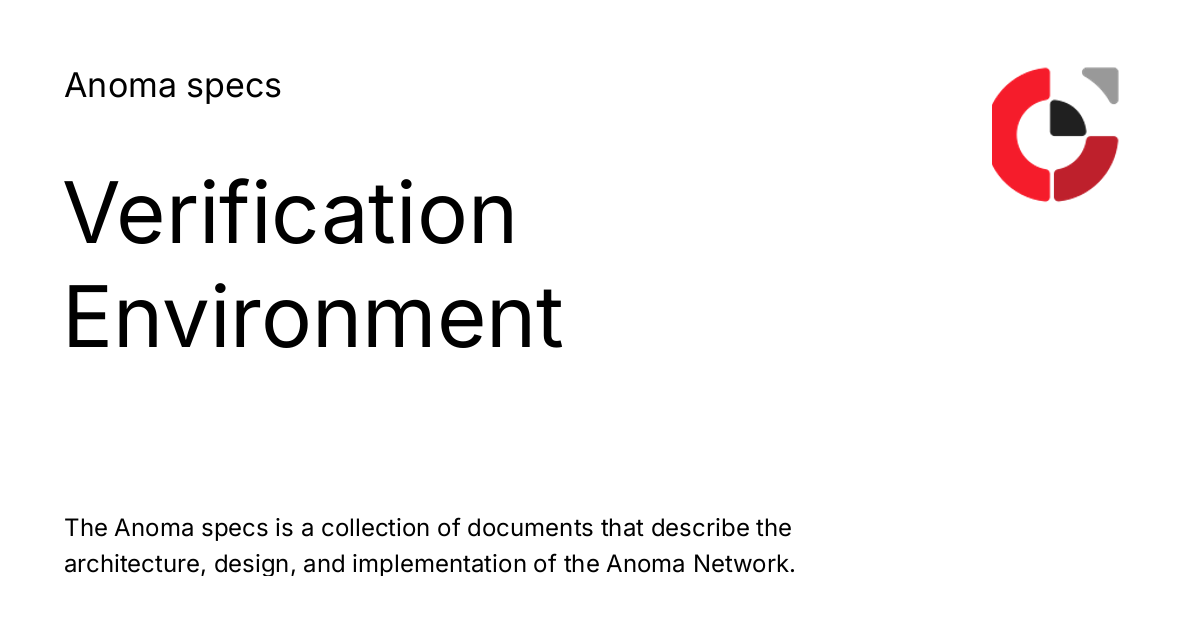 Anoma specs
Verification
Environment
The Anoma specs is a collection of documents that describe the
architecture, design, and implementation of the Anoma Network.